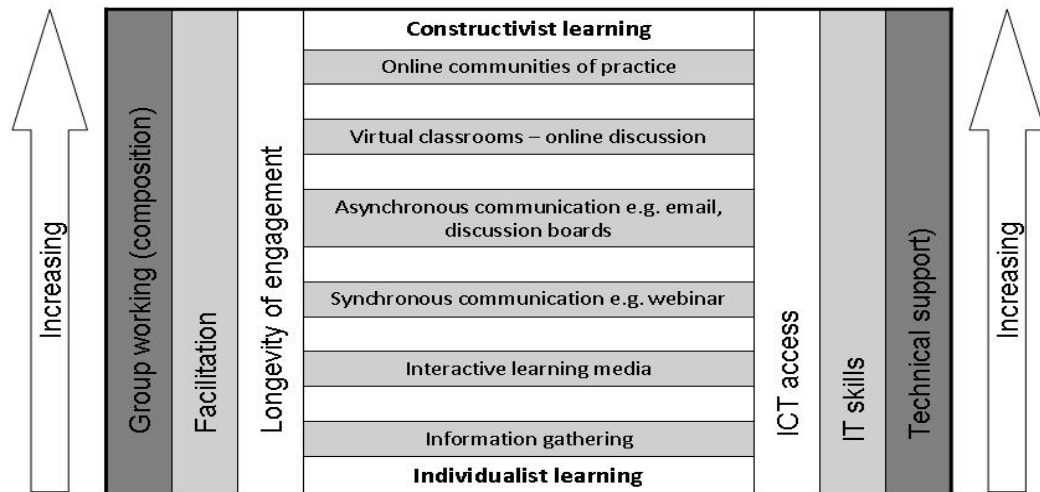 Increasing
Group working (composition)
Facilitation
Longevity of engagement
Constructivist learning
Online communities of practice
Virtual classrooms – online discussion
Asynchronous communication e.g. email,
discussion boards
Synchronous communication e.g. webinar
Interactive learning media
Information gathering
Individualist learning
ICT access
IT skills
Technical support)
Increasing